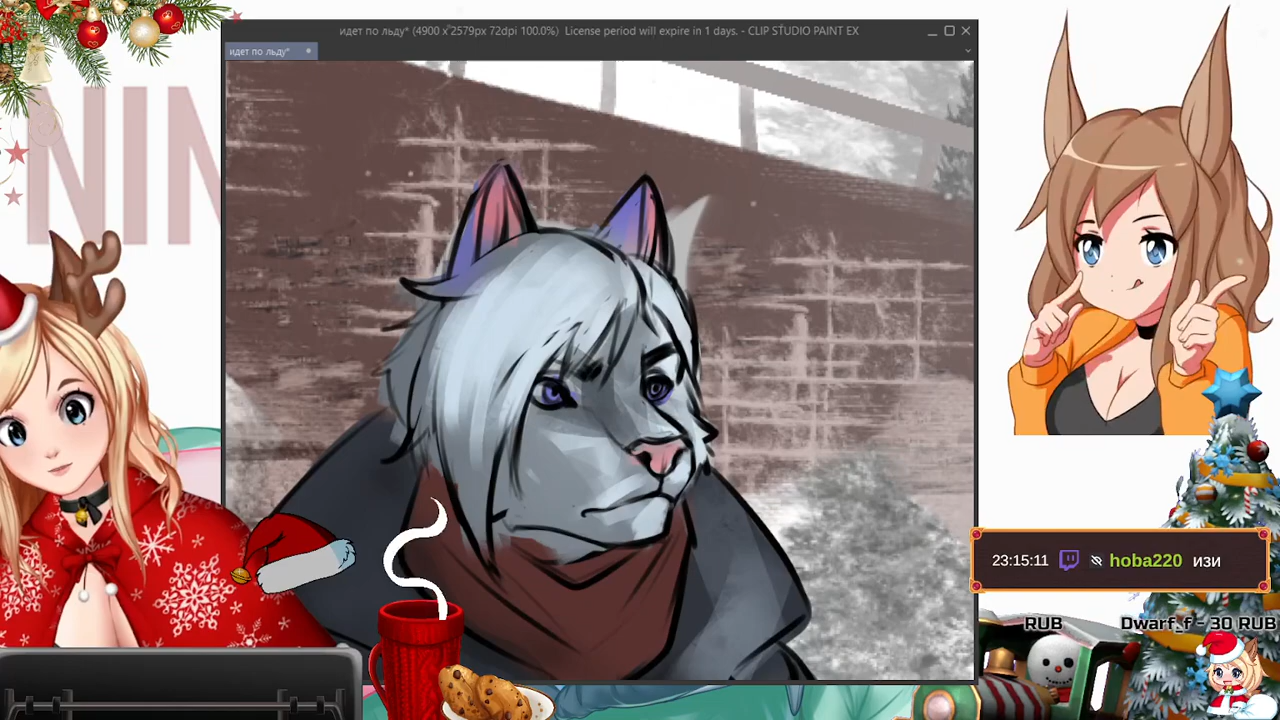 идет по льду* (4900 x 2579px 72dpi 100.0%) License period will expire in 1 days. - CLIP STUDIO PAINT EX
идет по льду*
NIN
23:15:11 hoba220 изи
RUB
Dwarf_f - 30 RUB